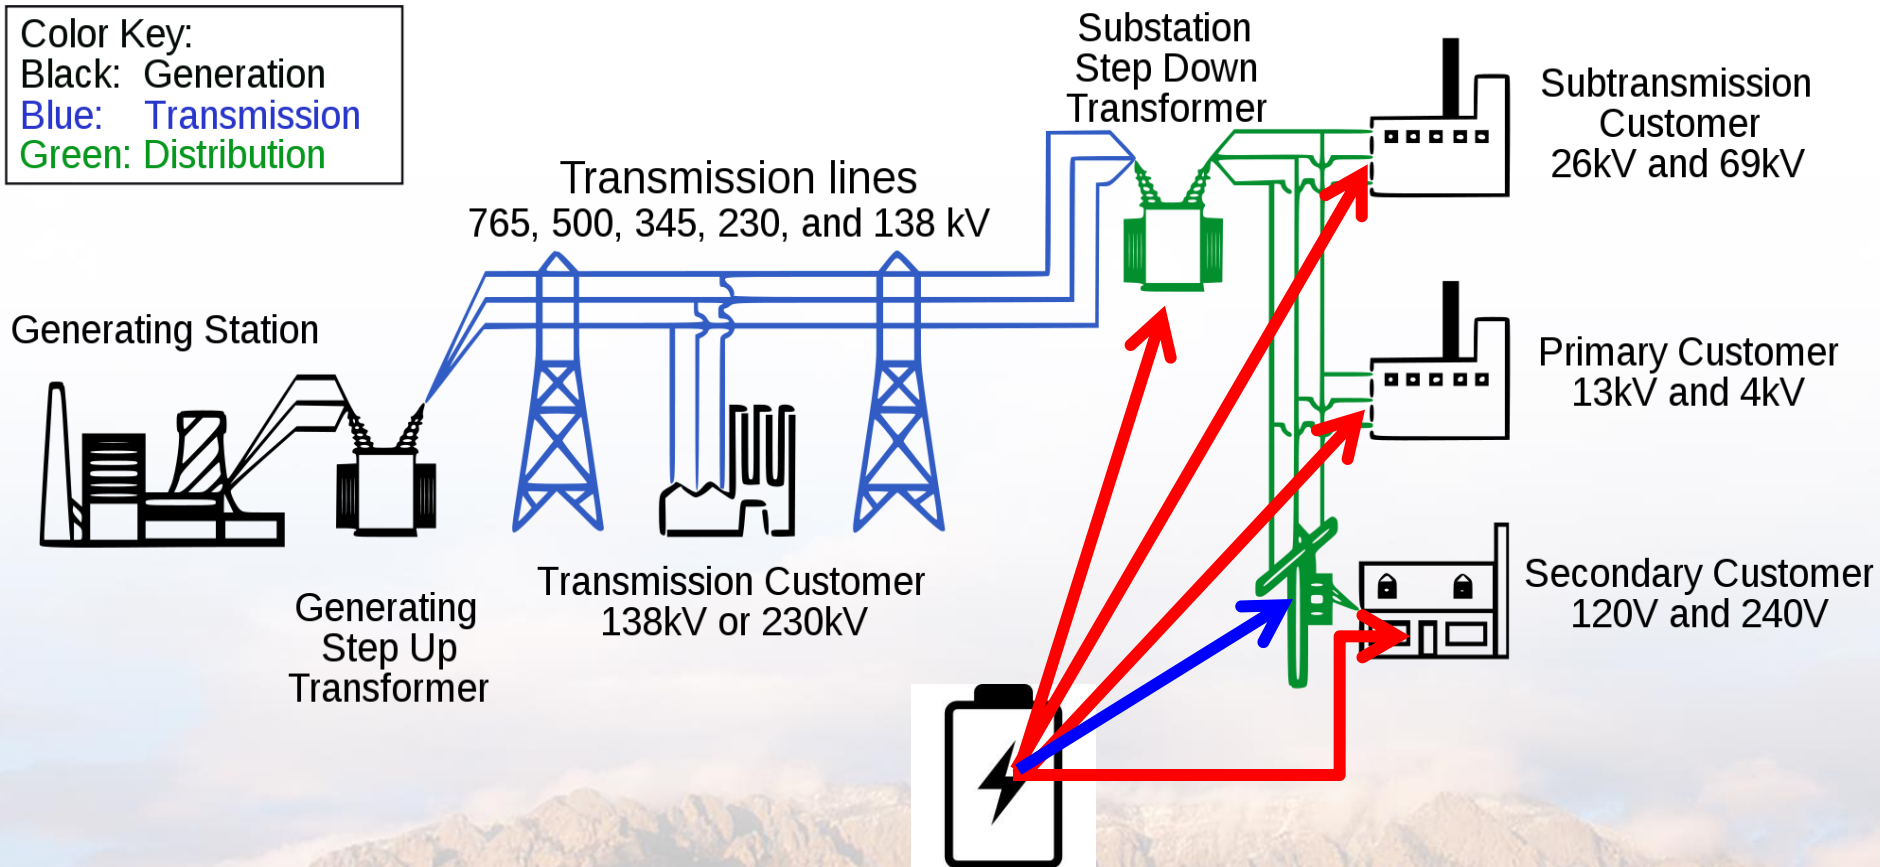 Color Key:
Black: Generation
Blue: Transmission
Green: Distribution
Substation
Step Down
Transformer
Subtransmission
Customer
26kV and 69kV
Transmission lines
765, 500, 345, 230, and 138 kV
Generating Station
Primary Customer
13kV and 4kV
Transmission Customer
138kV or 230kV
Generating
Step Up
Transformer
Secondary Customer
120V and 240V